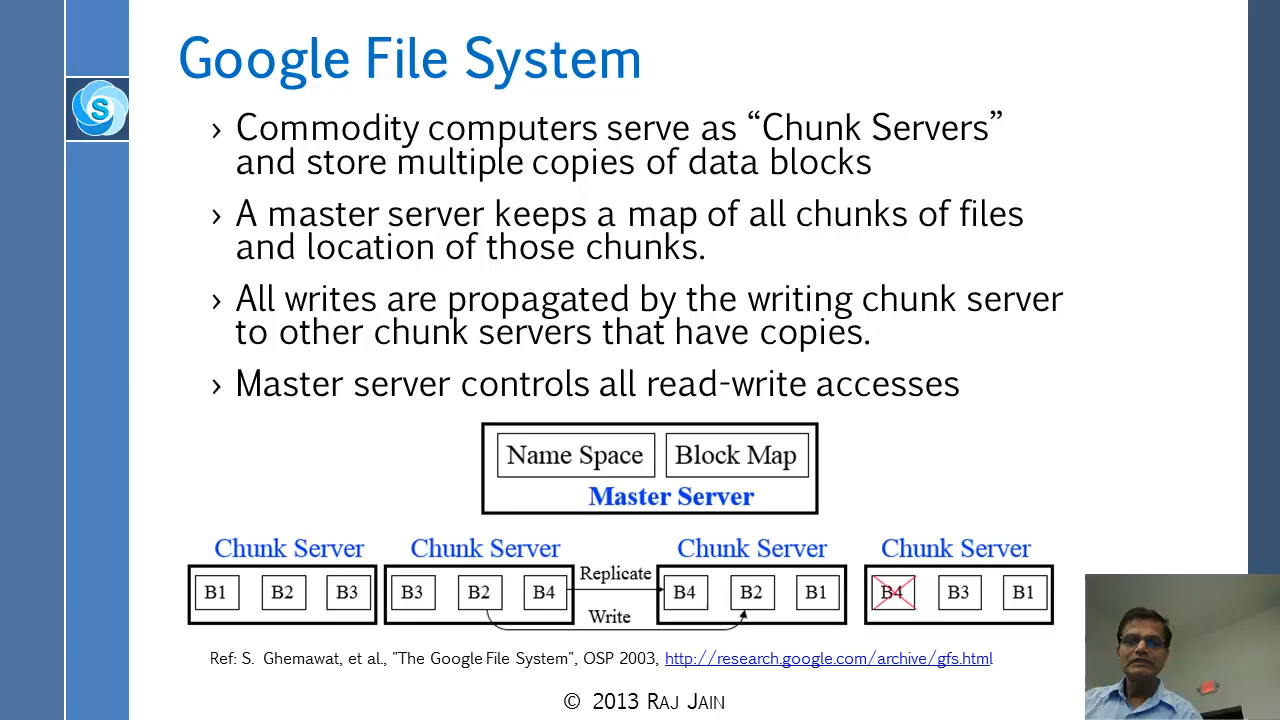 Google File System
S
› Commodity computers serve as “Chunk Servers”
and store multiple copies of data blocks
› A master server keeps a map of all chunks of files
and location of those chunks.
› All writes are propagated by the writing chunk server
to other chunk servers that have copies.
› Master server controls all read-write accesses
Name Space Block Map
Master Server
Chunk Server Chunk Server Chunk Server Chunk Server
Replicate
B1 B2 B3 B3 B2 B4 B4 B2 B1 B4 B3 B1
Write
Ref: S. Ghemawat, et al., "The Google File System", OSP 2003, http://research.google.com/archive/gfs.html
© 2013 RAJ JAIN